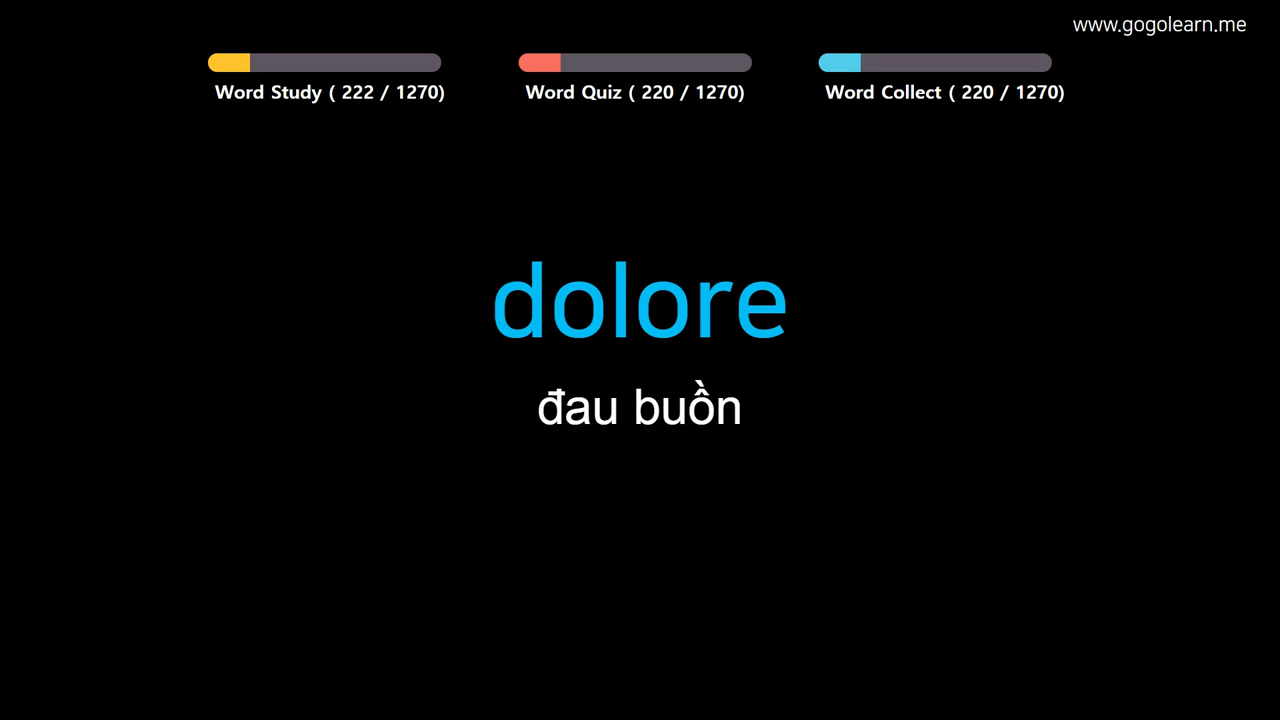 www.gogolearn.me
Word Study ( 222 / 1270)
Word Quiz ( 220 / 1270)
Word Collect ( 220 / 1270)
dolore
đau buồn